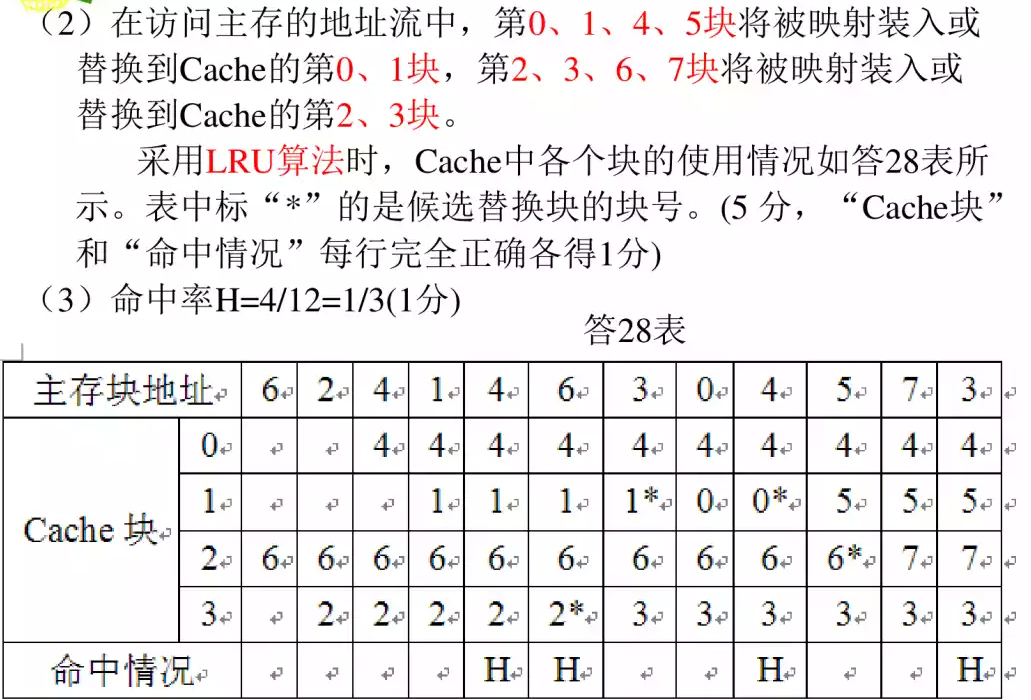 （2）在访问主存的地址流中，第0、1、4、5块将被映射装入或
替换到Cache的第0、1块，第2、3、6、7块将被映射装入或
替换到Cache的第2、3块。
采用LRU算法时，Cache中各个块的使用情况如答28表所
示。表中标“*”的是候选替换块的块号。(5 分，“Cache块”
和“命中情况”每行完全正确各得1分)
（3）命中率H=4/12=1/3(1分)
答28表
主存块地址 6 2 4 1 4 6 3 0 4 5 7 3
0 4 4 4 4 4 4 4 4 4 4
1 1 1 1 1* 0 0* 5 5 5
Cache 块
2 6 6 6 6 6 6 6 6 6 6* 7 7
3 2 2 2 2 2* 3 3 3 3 3 3
命中情况 H H H H